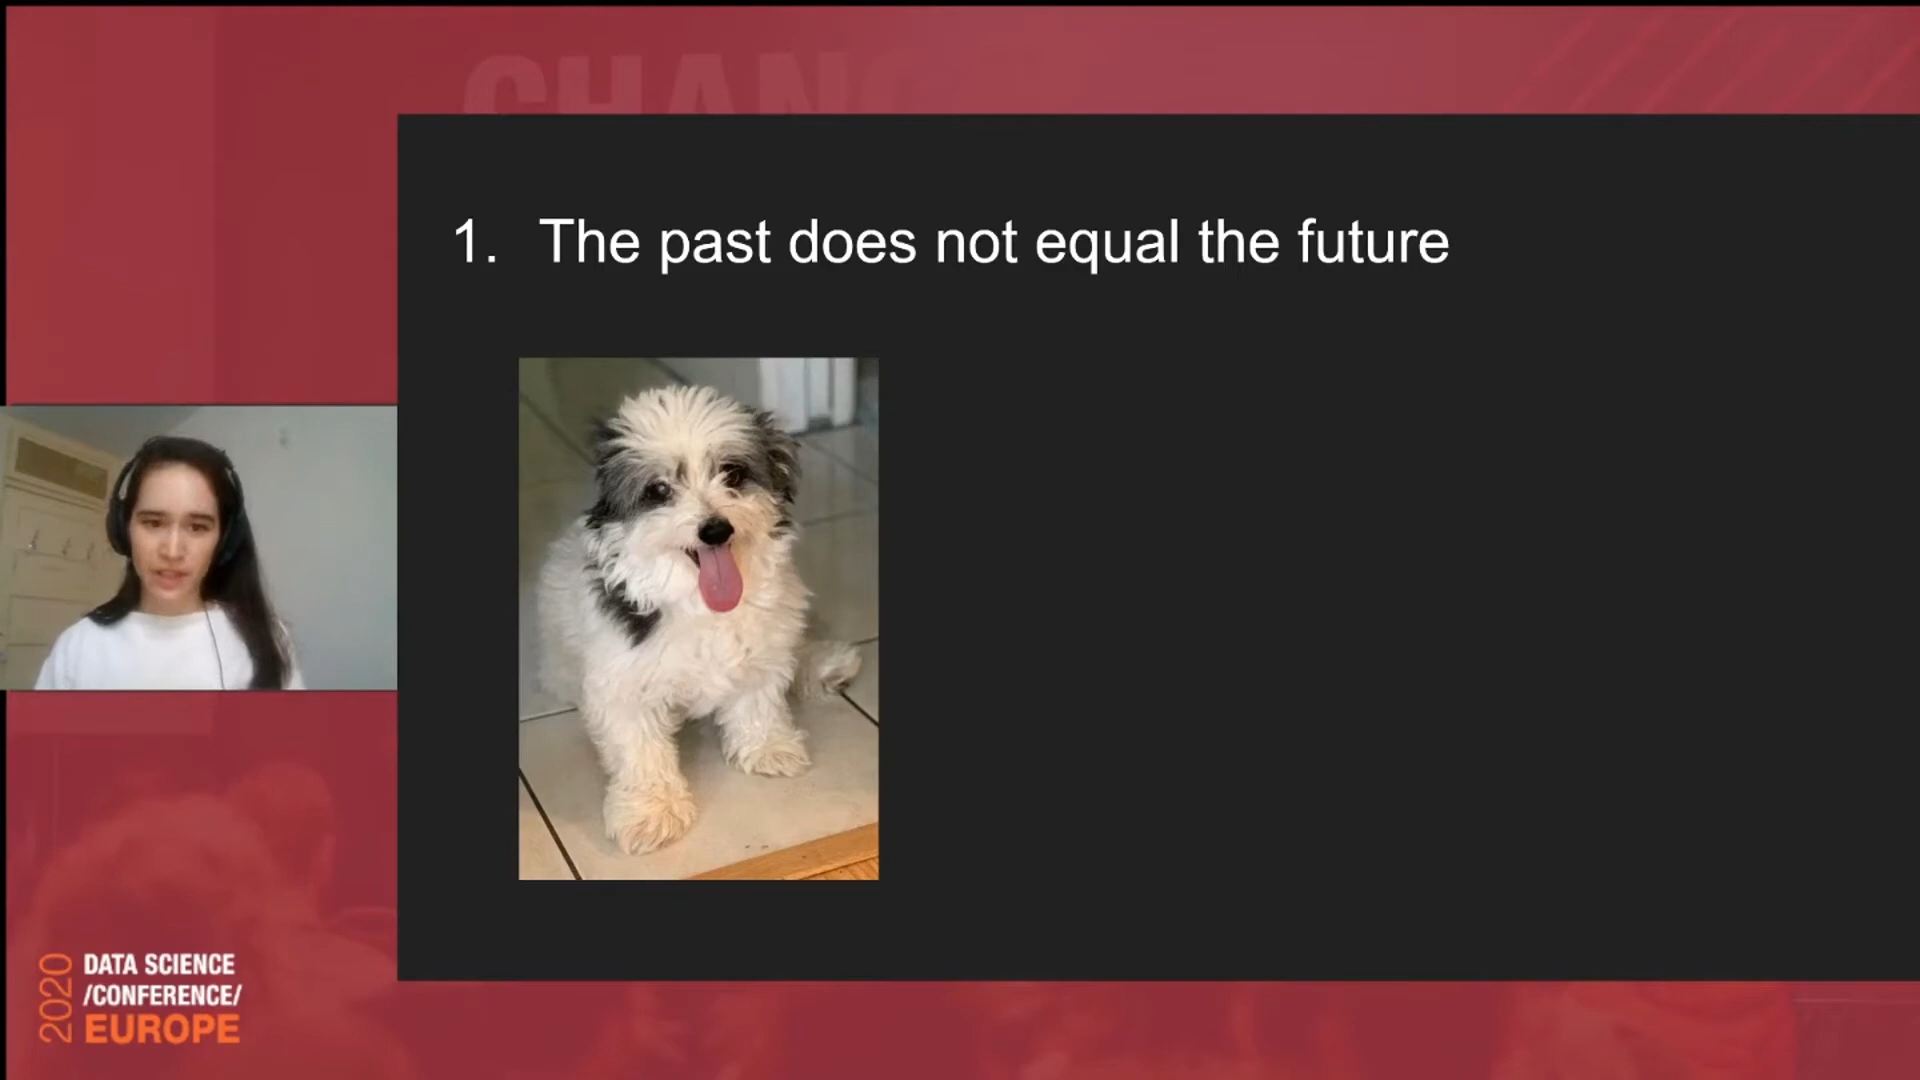 1. The past does not equal the future
2020
DATA SCIENCE
/CONFERENCE/
EUROPE